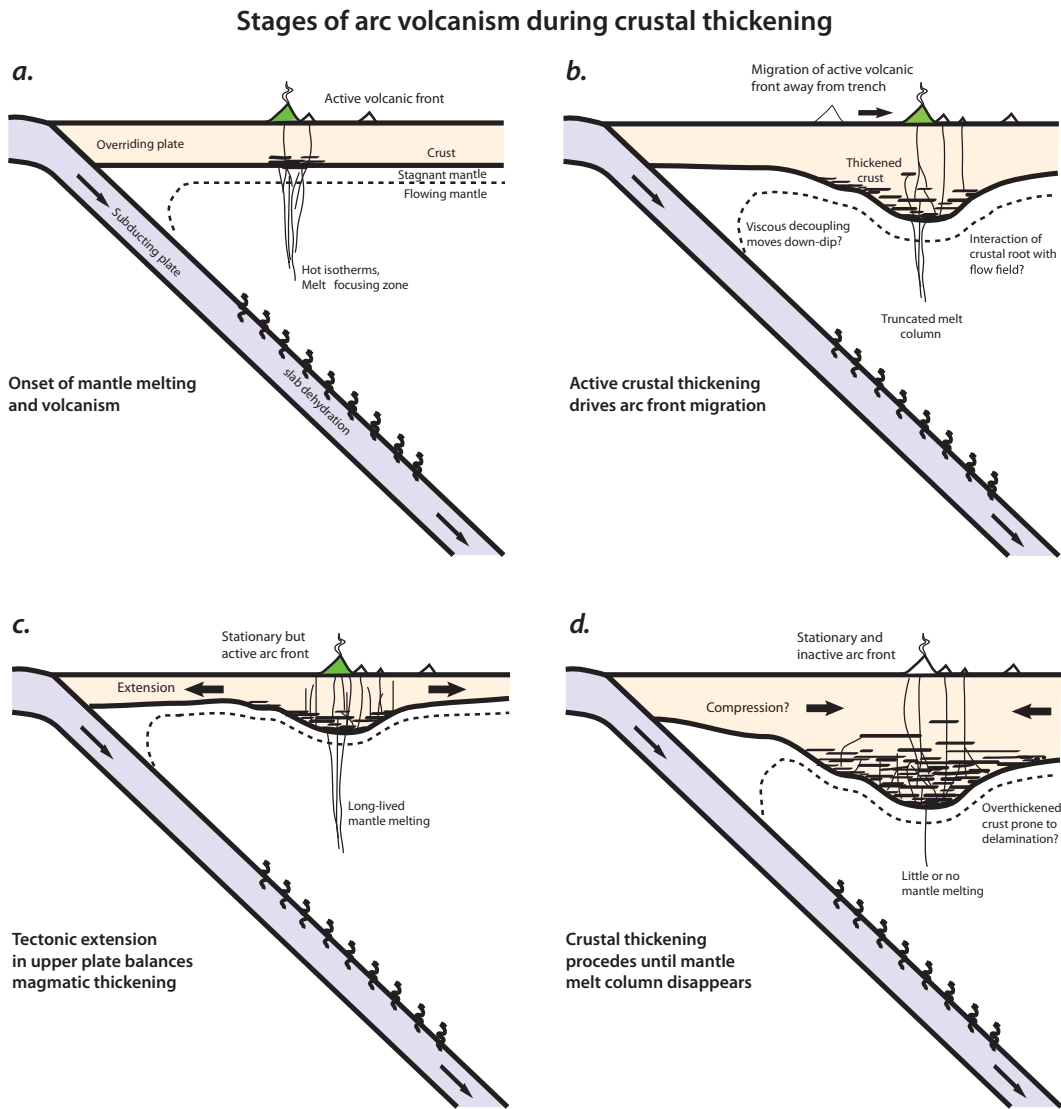 Stages of arc volcanism during crustal thickening
a.
Active volcanic front
Overriding plate
Crust
Stagnant mantle
Flowing mantle
Subducting plate
Hot isotherms,
Melt focusing zone
slab dehydration
Onset of mantle melting
and volcanism
b.
Migration of active volcanic
front away from trench
Thickened
crust
Viscous decoupling
moves down-dip?
Interaction of
crustal root with
flow field?
Truncated melt
column
Active crustal thickening
drives arc front migration
c.
Stationary but
active arc front
Extension
Long-lived
mantle melting
Tectonic extension
in upper plate balances
magmatic thickening
d.
Stationary and
inactive arc front
Compression?
Overthickened
crust prone to
delamination?
Little or no
mantle melting
Crustal thickening
procedes until mantle
melt column disappears